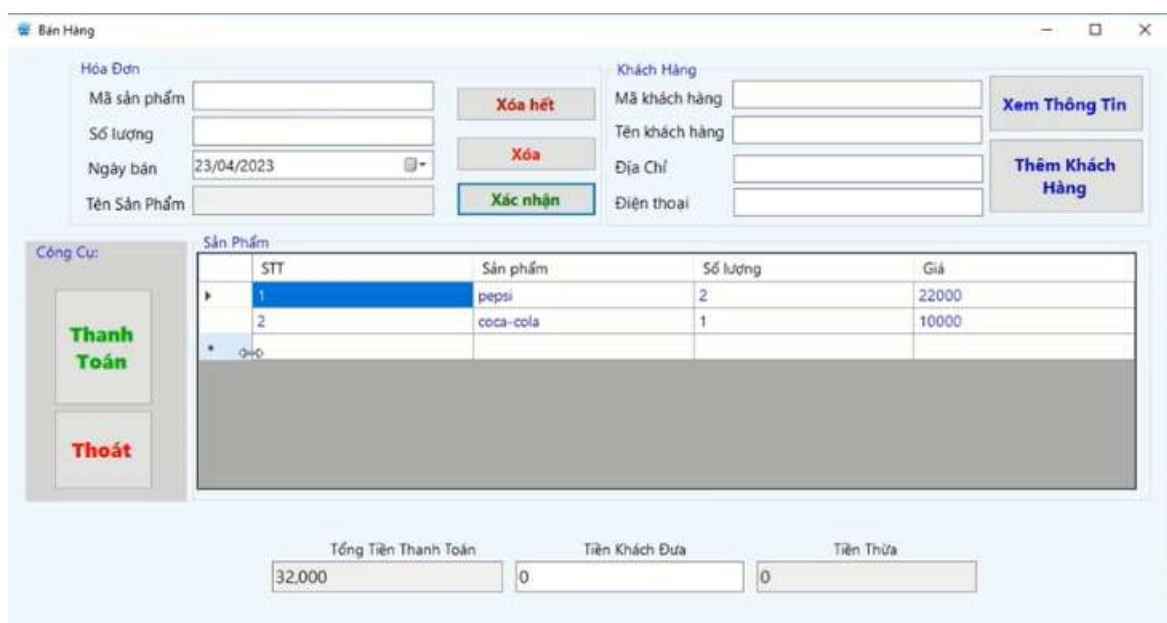 Bán Hàng
Hóa Đơn
Mã sản phẩm
Số lượng
Ngày bán 23/04/2023
Tên Sản Phẩm
Xóa hết
Xóa
Xác nhận
Khách Hàng
Mã khách hàng
Tên khách hàng
Địa Chỉ
Điện thoại
Xem Thông Tin
Thêm Khách
Hàng
Công Cụ:
Thanh
Toán
Thoát
Sản Phẩm
STT Sản phẩm Số lượng Giá
1 pepsi 2 22000
2 coca-cola 1 10000
Tổng Tiền Thanh Toán Tiền Khách Đưa Tiền Thừa
32,000 0 0